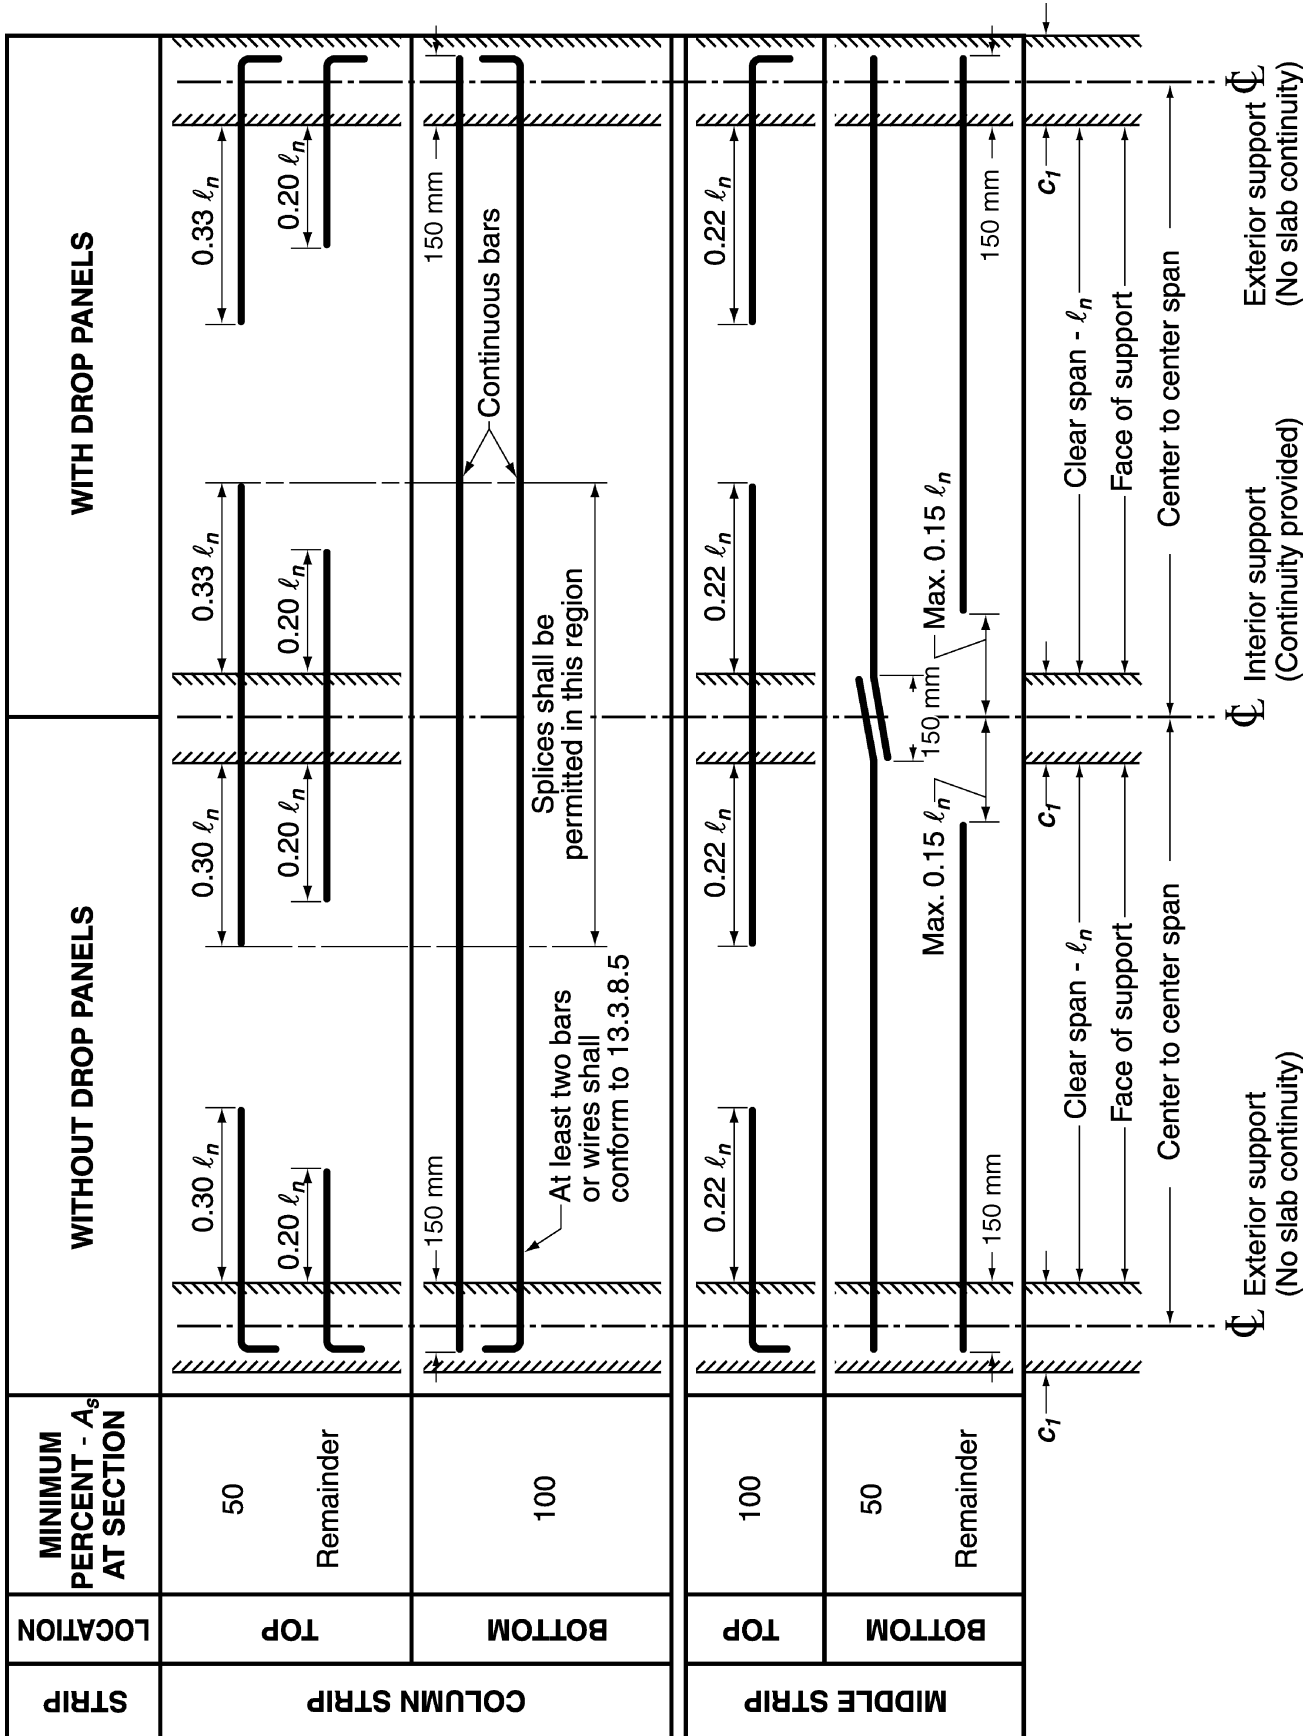 STRIP
LOCATION
MINIMUM
PERCENT - As
AT SECTION
WITHOUT DROP PANELS
WITH DROP PANELS
COLUMN STRIP
TOP
50
0.30 ℓn
0.30 ℓn
0.33 ℓn
0.33 ℓn
Remainder
0.20 ℓn
0.20 ℓn
0.20 ℓn
0.20 ℓn
BOTTOM
100
150 mm
150 mm
Continuous bars
At least two bars
or wires shall
conform to 13.3.8.5
Splices shall be
permitted in this region
MIDDLE STRIP
TOP
100
0.22 ℓn
0.22 ℓn
0.22 ℓn
0.22 ℓn
BOTTOM
50
Remainder
150 mm
Max. 0.15 ℓn
150 mm
Max. 0.15 ℓn
150 mm
c1
c1
c1
Clear span - ℓn
Clear span - ℓn
Face of support
Face of support
Center to center span
Center to center span
℄
Exterior support
(No slab continuity)
℄
Interior support
(Continuity provided)
Exterior support ℄
(No slab continuity)